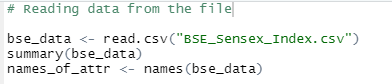 # Reading data from the file
bse_data <- read.csv("BSE_Sensex_Index.csv")
summary(bse_data)
names_of_attr <- names(bse_data)